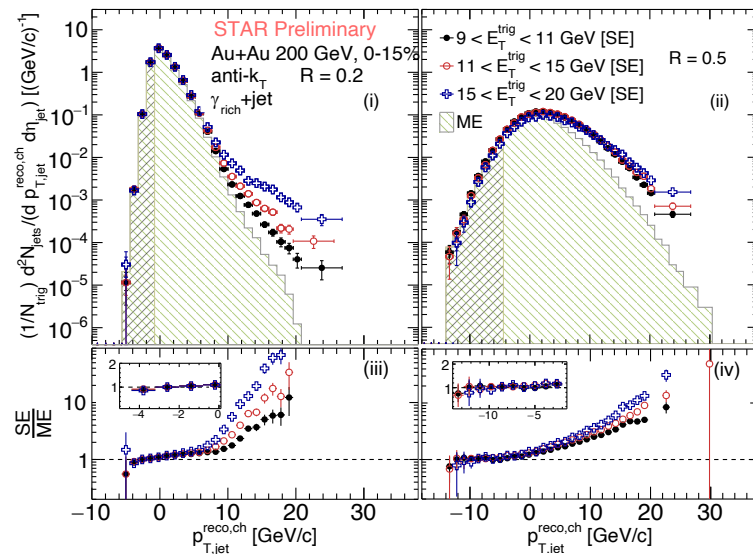 STAR Preliminary
Au+Au 200 GeV, 0-15%
anti-k_T R = 0.2
γ_rich+jet
(i)
9 < E_T^trig < 11 GeV [SE]
11 < E_T^trig < 15 GeV [SE]
15 < E_T^trig < 20 GeV [SE]
ME
R = 0.5
(ii)
(1/N_trig) d²N_jets/(d p_T,jet^reco,ch dη_jet) [(GeV/c)⁻¹]
1
10⁻¹
10⁻²
10⁻³
10⁻⁴
10⁻⁵
10⁻⁶
SE/ME
10
1
(iii)
2
1
−4 −2 0
(iv)
2
1
−10 −5
−10 0 10 20 30
−10 0 10 20 30
p_T,jet^reco,ch [GeV/c]
p_T,jet^reco,ch [GeV/c]